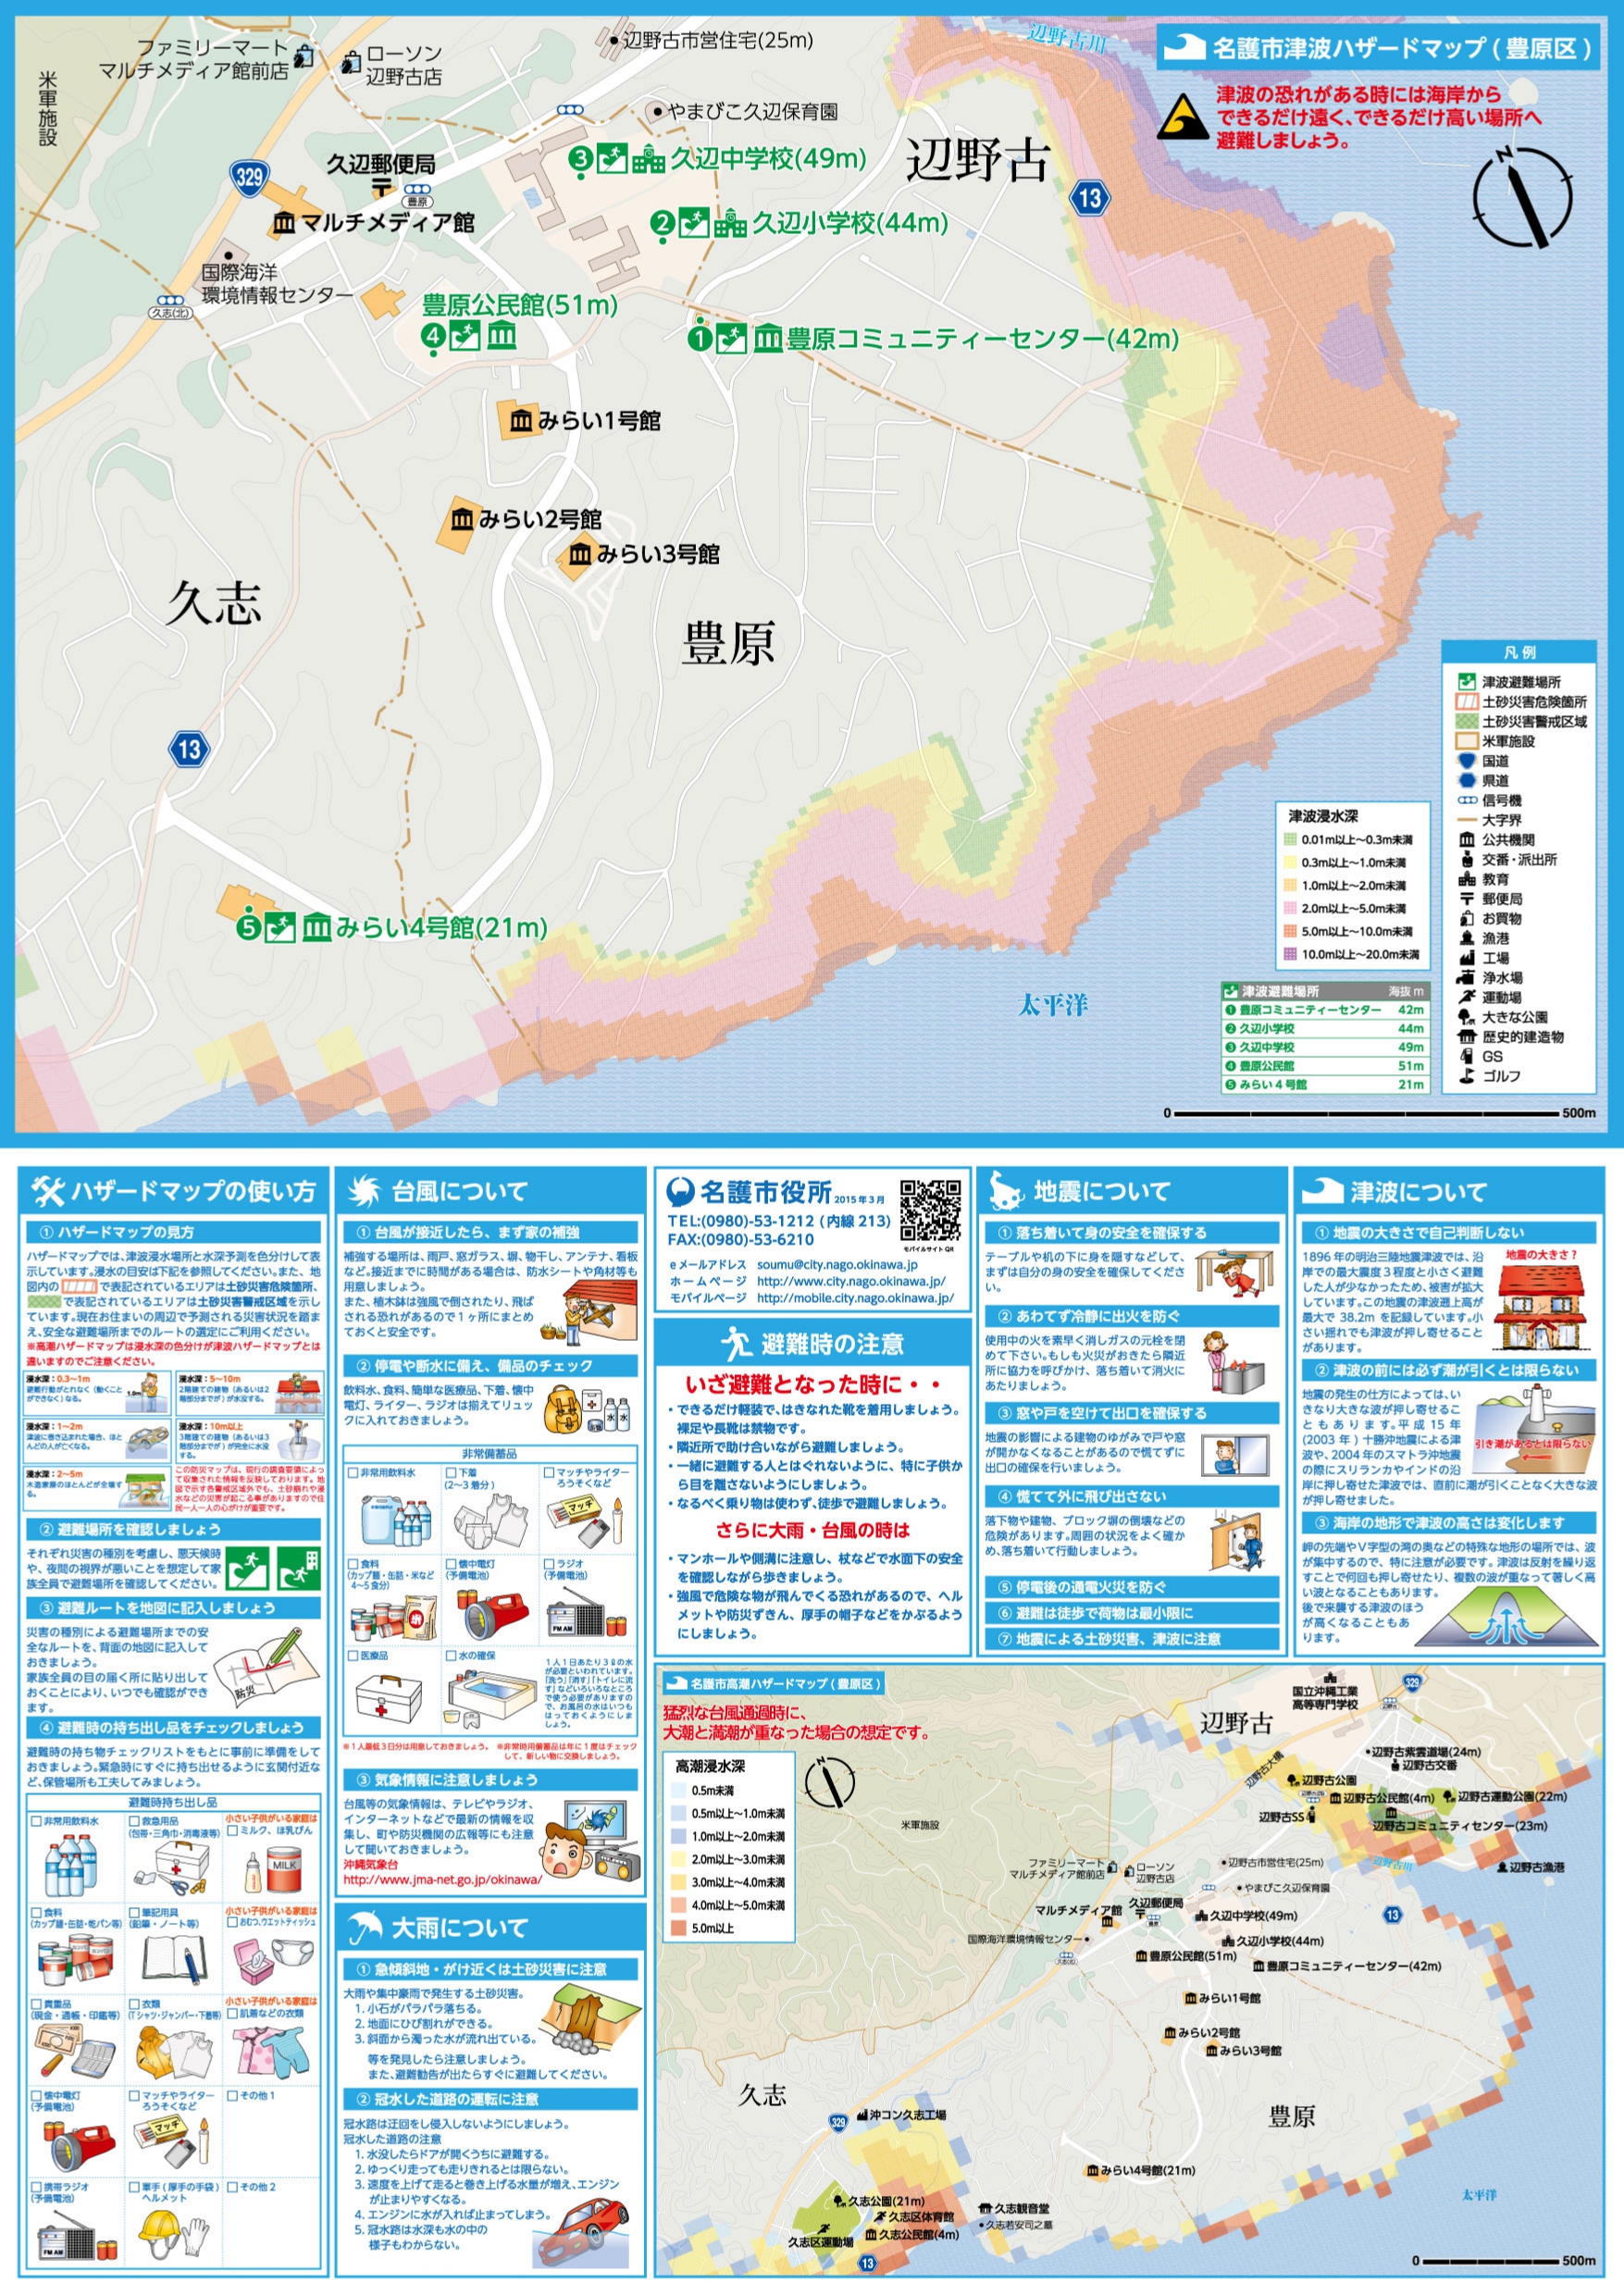 名護市津波ハザードマップ(豊原区)
津波の恐れがある時には海岸から
できるだけ遠く、できるだけ高い場所へ
避難しましょう。
N
米軍施設
ファミリーマート
マルチメディア館前店
ローソン
辺野古店
辺野古市営住宅(25m)
辺野古川
やまびこ久辺保育園
329
久辺郵便局
豊原
③久辺中学校(49m)
辺野古
13
マルチメディア館
②久辺小学校(44m)
国際海洋
環境情報センター
久志(北)
豊原公民館(51m)
④
①豊原コミュニティーセンター(42m)
みらい1号館
みらい2号館
みらい3号館
久志
豊原
13
⑤みらい4号館(21m)
太平洋
凡例
津波避難場所
土砂災害危険箇所
土砂災害警戒区域
米軍施設
国道
県道
信号機
大字界
公共機関
交番・派出所
教育
郵便局
お買物
漁港
工場
浄水場
運動場
大きな公園
歴史的建造物
GS
ゴルフ
津波浸水深
0.01m以上～0.3m未満
0.3m以上～1.0m未満
1.0m以上～2.0m未満
2.0m以上～5.0m未満
5.0m以上～10.0m未満
10.0m以上～20.0m未満
津波避難場所 海抜m
❶豊原コミュニティーセンター 42m
❷久辺小学校 44m
❸久辺中学校 49m
❹豊原公民館 51m
❺みらい4号館 21m
0 500m
ハザードマップの使い方
① ハザードマップの見方
ハザードマップでは、津波浸水場所と水深予測を色分けして表
示しています。浸水の目安は下記を参照してください。また、地
図内の で表記されているエリアは土砂災害危険箇所、
で表記されているエリアは土砂災害警戒区域を示し
ています。現在お住まいの周辺で予測される災害状況を踏ま
え、安全な避難場所までのルートの選定にご利用ください。
※高潮ハザードマップは浸水深の色分けが津波ハザードマップとは
違いますのでご注意ください。
浸水深：0.3～1m
避難行動がとれなく(動くこと
ができなく)なる。
1.0m
浸水深：5～10m
2階建ての建物(あるいは2
階部分までが)が水没する。
浸水深：1～2m
津波に巻き込まれた場合、ほと
んどの人が亡くなる。
浸水深：10m以上
3階建ての建物(あるいは3
階部分までが)が完全に水没
する。
浸水深：2～5m
木造家屋のほとんどが全壊す
る。
この防災マップは、現行の調査要領によっ
て収集された情報を反映しております。地
図で示す各警戒区域外でも、土砂崩れや浸
水などの災害が起こる事がありますので住
民一人一人の心がけが重要です。
② 避難場所を確認しましょう
それぞれ災害の種別を考慮し、悪天候時
や、夜間の視界が悪いことを想定して家
族全員で避難場所を確認してください。
③ 避難ルートを地図に記入しましょう
災害の種別による避難場所までの安
全なルートを、背面の地図に記入して
おきましょう。
家族全員の目の届く所に貼り出して
おくことにより、いつでも確認ができ
ます。
防災
④ 避難時の持ち出し品をチェックしましょう
避難時の持ち物チェックリストをもとに事前に準備をして
おきましょう。緊急時にすぐに持ち出せるように玄関付近な
ど、保管場所も工夫してみましょう。
避難時持ち出し品
非常用飲料水
救急用品
(包帯・三角巾・消毒液等)
小さい子供がいる家庭は
ミルク、ほ乳びん
MILK
食料
(カップ麺・缶詰・乾パン等)
筆記用具
(鉛筆・ノート等)
小さい子供がいる家庭は
おむつ、ウエットティッシュ
貴重品
(現金・通帳・印鑑等)
衣類
(Tシャツ・ジャンパー・下着等)
小さい子供がいる家庭は
肌着などの衣類
懐中電灯
(予備電池)
マッチやライター
ろうそくなど
マッチ
その他1
携帯ラジオ
(予備電池)
FM AM
軍手(厚手の手袋)
ヘルメット
その他2
台風について
① 台風が接近したら、まず家の補強
補強する場所は、雨戸、窓ガラス、塀、物干し、アンテナ、看板
など。接近までに時間がある場合は、防水シートや角材等も
用意しましょう。
また、植木鉢は強風で倒されたり、飛ば
される恐れがあるので1ヶ所にまとめ
ておくと安全です。
② 停電や断水に備え、備品のチェック
飲料水、食料、簡単な医療品、下着、懐中
電灯、ライター、ラジオは揃えてリュッ
クに入れておきましょう。
水 水
非常備蓄品
非常用飲料水
下着
(2～3着分)
マッチやライター
ろうそくなど
マッチ
食料
(カップ麺・缶詰・米など
4～5食分)
懐中電灯
(予備電池)
ラジオ
(予備電池)
FM AM
医療品
水の確保
1人1日あたり3ℓの水
が必要といわれています。
「洗う」「消す」「トイレに流
す」などいろいろなところ
で使う必要がありますの
で、お風呂の水はいつも
はっておくようにしま
しょう。
※1人最低3日分は用意しておきましょう。 ※非常時用備蓄品は年に1度はチェック
して、新しい物に交換しましょう。
③ 気象情報に注意しましょう
台風等の気象情報は、テレビやラジオ、
インターネットなどで最新の情報を収
集し、町や防災機関の広報等にも注意
して聞いておきましょう。
沖縄気象台
http://www.jma-net.go.jp/okinawa/
大雨について
① 急傾斜地・がけ近くは土砂災害に注意
大雨や集中豪雨で発生する土砂災害。
1. 小石がパラパラ落ちる。
2. 地面にひび割れができる。
3. 斜面から濁った水が流れ出ている。
等を発見したら注意しましょう。
また、避難勧告が出たらすぐに避難してください。
② 冠水した道路の運転に注意
冠水路は迂回をし侵入しないようにしましょう。
冠水した道路の注意
1. 水没したらドアが開くうちに避難する。
2. ゆっくり走っても走りきれるとは限らない。
3. 速度を上げて走ると巻き上げる水量が増え、エンジン
が止まりやすくなる。
4. エンジンに水が入れば止まってしまう。
5. 冠水路は水深も水の中の
様子もわからない。
名護市役所 2015年3月
TEL:(0980)-53-1212 (内線213)
FAX:(0980)-53-6210
モバイルサイトQR
eメールアドレス soumu@city.nago.okinawa.jp
ホームページ http://www.city.nago.okinawa.jp/
モバイルページ http://mobile.city.nago.okinawa.jp/
避難時の注意
いざ避難となった時に・・
・できるだけ軽装で、はきなれた靴を着用しましょう。
裸足や長靴は禁物です。
・隣近所で助け合いながら避難しましょう。
・一緒に避難する人とはぐれないように、特に子供か
ら目を離さないようにしましょう。
・なるべく乗り物は使わず、徒歩で避難しましょう。
さらに大雨・台風の時は
・マンホールや側溝に注意し、杖などで水面下の安全
を確認しながら歩きましょう。
・強風で危険な物が飛んでくる恐れがあるので、ヘル
メットや防災ずきん、厚手の帽子などをかぶるよう
にしましょう。
地震について
① 落ち着いて身の安全を確保する
テーブルや机の下に身を隠すなどして、
まずは自分の身の安全を確保してくださ
い。
② あわてず冷静に出火を防ぐ
使用中の火を素早く消しガスの元栓を閉
めて下さい。もしも火災がおきたら隣近
所に協力を呼びかけ、落ち着いて消火に
あたりましょう。
③ 窓や戸を空けて出口を確保する
地震の影響による建物のゆがみで戸や窓
が開かなくなることがあるので慌てずに
出口の確保を行いましょう。
④ 慌てて外に飛び出さない
落下物や建物、ブロック塀の倒壊などの
危険があります。周囲の状況をよく確か
め、落ち着いて行動しましょう。
⑤ 停電後の通電火災を防ぐ
⑥ 避難は徒歩で荷物は最小限に
⑦ 地震による土砂災害、津波に注意
津波について
① 地震の大きさで自己判断しない
1896年の明治三陸地震津波では、沿
岸での最大震度3程度と小さく避難
した人が少なかったため、被害が拡大
しています。この地震の津波遡上高が
最大で38.2mを記録しています。小
さい揺れでも津波が押し寄せること
があります。
地震の大きさ?
② 津波の前には必ず潮が引くとは限らない
地震の発生の仕方によっては、い
きなり大きな波が押し寄せるこ
ともあります。平成15年
(2003年)十勝沖地震による津
波や、2004年のスマトラ沖地震
の際にスリランカやインドの沿
岸に押し寄せた津波では、直前に潮が引くことなく大きな波
が押し寄せました。
引き潮があるとは限らない
③ 海岸の地形で津波の高さは変化します
岬の先端やV字型の湾の奥などの特殊な地形の場所では、波
が集中するので、特に注意が必要です。津波は反射を繰り返
すことで何回も押し寄せたり、複数の波が重なって著しく高
い波となることもあります。
後で来襲する津波のほう
が高くなることもあ
ります。
名護市高潮ハザードマップ(豊原区)
猛烈な台風通過時に、
大潮と満潮が重なった場合の想定です。
高潮浸水深
0.5m未満
0.5m以上～1.0m未満
1.0m以上～2.0m未満
2.0m以上～3.0m未満
3.0m以上～4.0m未満
4.0m以上～5.0m未満
5.0m以上
N
国立沖縄工業
高等専門学校
329
辺野古
辺野古大橋
辺野古紫雲道場(24m)
辺野古交番
辺野古公園
辺野古公民館(4m)
辺野古運動公園(22m)
辺野古SS
辺野古コミュニティセンター(23m)
辺野古川
辺野古漁港
米軍施設
ファミリーマート
マルチメディア館前店
ローソン
辺野古店
辺野古市営住宅(25m)
やまびこ久辺保育園
マルチメディア館
久辺郵便局
久辺中学校(49m)
13
国際海洋環境情報センター
久辺小学校(44m)
豊原公民館(51m)
豊原コミュニティーセンター(42m)
みらい1号館
みらい2号館
みらい3号館
久志
豊原
329
沖コン久志工場
みらい4号館(21m)
太平洋
久志公園(21m)
久志区体育館
久志観音堂
久志若安司之墓
久志区運動場
久志公民館(4m)
13
0 500m